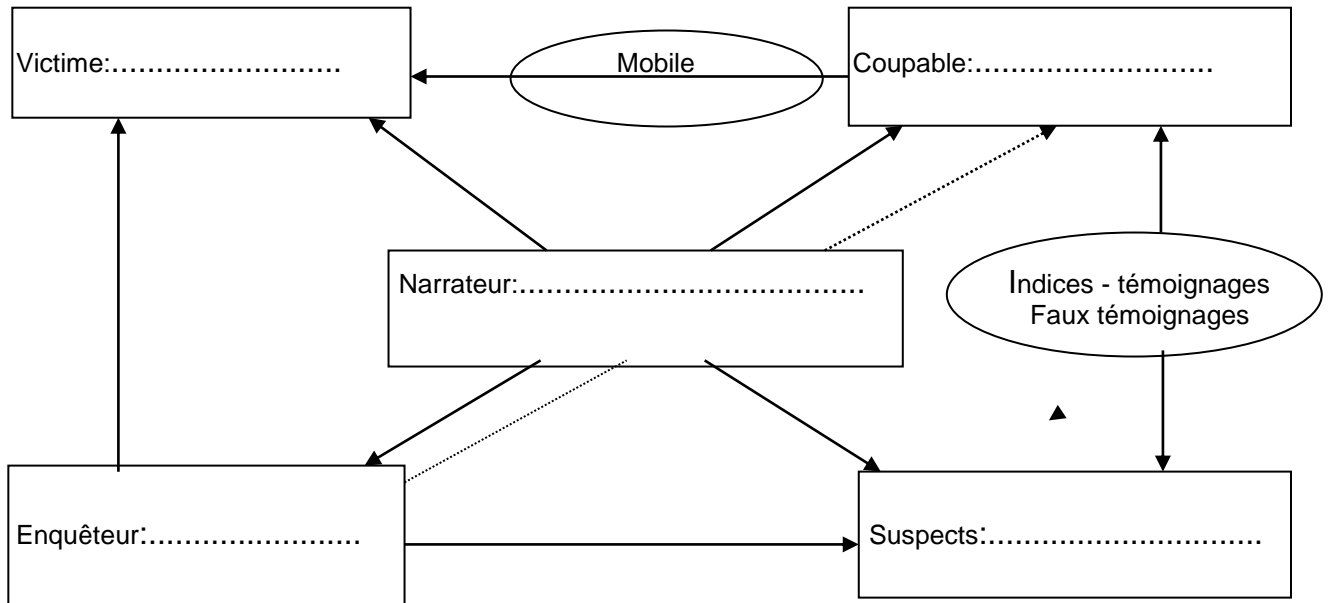 Victime:.............................
Mobile
Coupable:..............................
Narrateur:.......................................
Indices - témoignages
Faux témoignages
Enquêteur:........................
Suspects:...............................